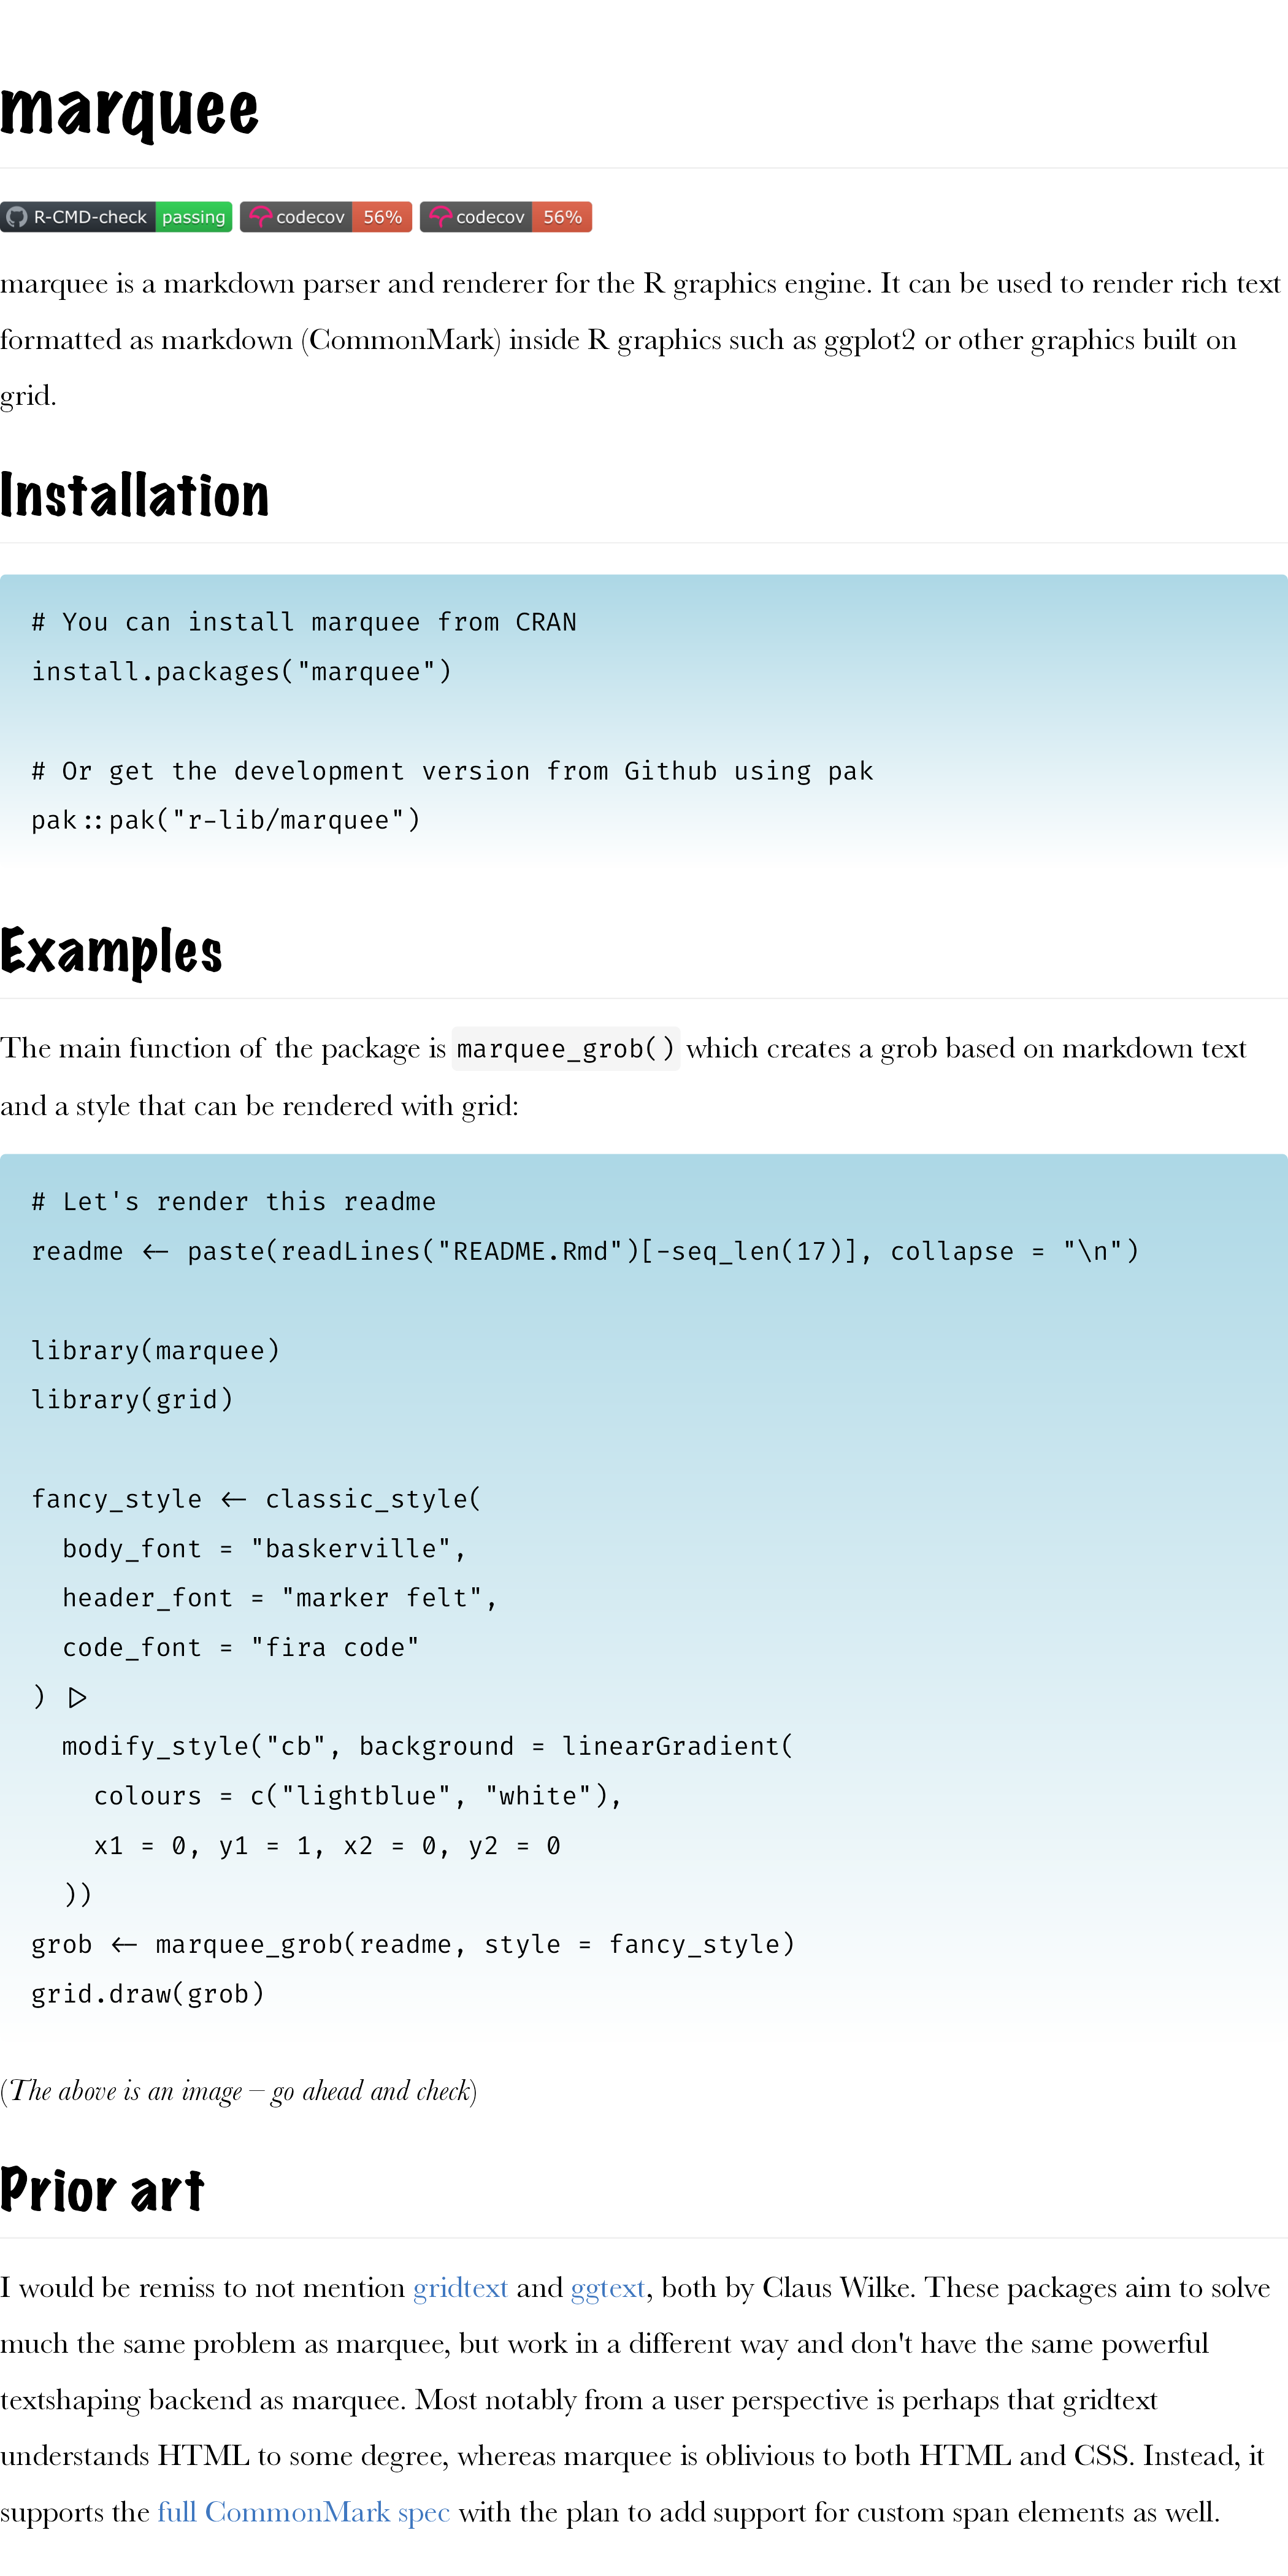 marquee
R-CMD-check passing codecov 56% codecov 56%
marquee is a markdown parser and renderer for the R graphics engine. It can be used to render rich text
formatted as markdown (CommonMark) inside R graphics such as ggplot2 or other graphics built on
grid.
Installation
# You can install marquee from CRAN
install.packages("marquee")
# Or get the development version from Github using pak
pak::pak("r-lib/marquee")
Examples
The main function of the package is marquee_grob() which creates a grob based on markdown text
and a style that can be rendered with grid:
# Let's render this readme
readme <- paste(readLines("README.Rmd")[-seq_len(17)], collapse = "\n")
library(marquee)
library(grid)
fancy_style <- classic_style(
  body_font = "baskerville",
  header_font = "marker felt",
  code_font = "fira code"
) |>
  modify_style("cb", background = linearGradient(
    colours = c("lightblue", "white"),
    x1 = 0, y1 = 1, x2 = 0, y2 = 0
  ))
grob <- marquee_grob(readme, style = fancy_style)
grid.draw(grob)
(The above is an image – go ahead and check)
Prior art
I would be remiss to not mention gridtext and ggtext, both by Claus Wilke. These packages aim to solve
much the same problem as marquee, but work in a different way and don't have the same powerful
textshaping backend as marquee. Most notably from a user perspective is perhaps that gridtext
understands HTML to some degree, whereas marquee is oblivious to both HTML and CSS. Instead, it
supports the full CommonMark spec with the plan to add support for custom span elements as well.